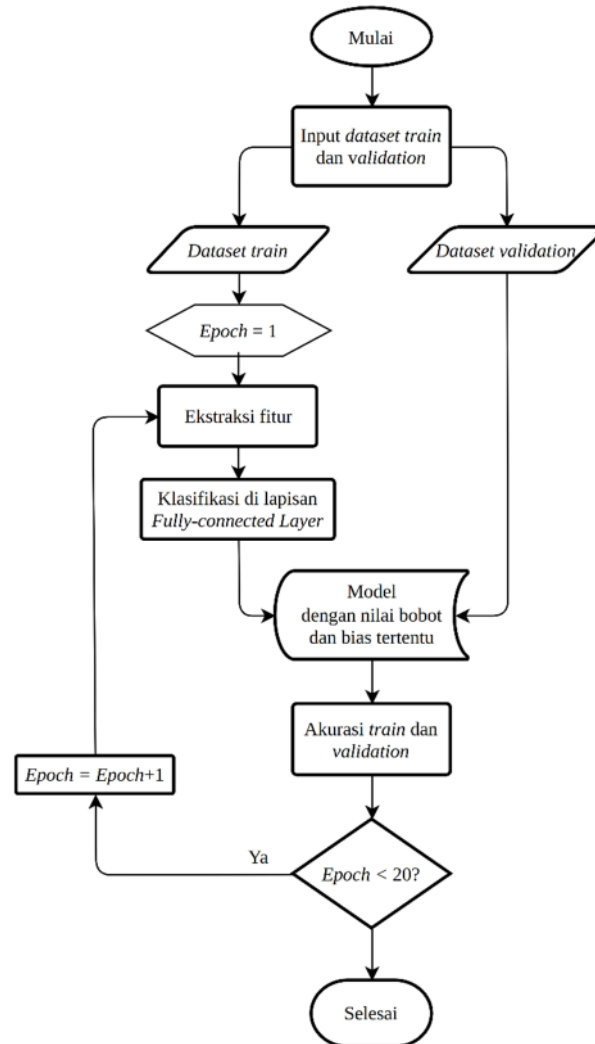 Mulai
Input dataset train
dan validation
Dataset train
Dataset validation
Epoch = 1
Ekstraksi fitur
Klasifikasi di lapisan
Fully-connected Layer
Model
dengan nilai bobot
dan bias tertentu
Akurasi train dan
validation
Epoch = Epoch+1
Ya
Epoch < 20?
Selesai